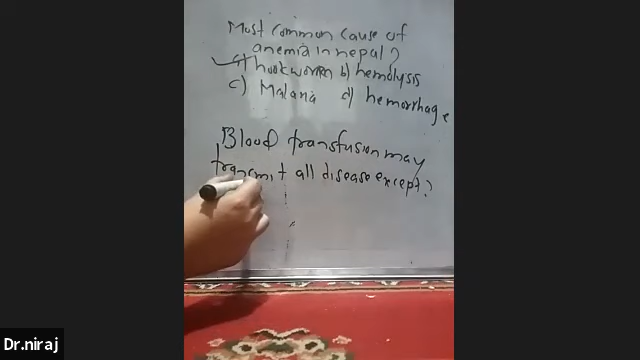 Most common cause of
anemia in nepal?
a) hookworm b) hemolysis
c) Malaria d) hemorrhage
Blood transfusion may
transmit all disease except?
Dr.niraj